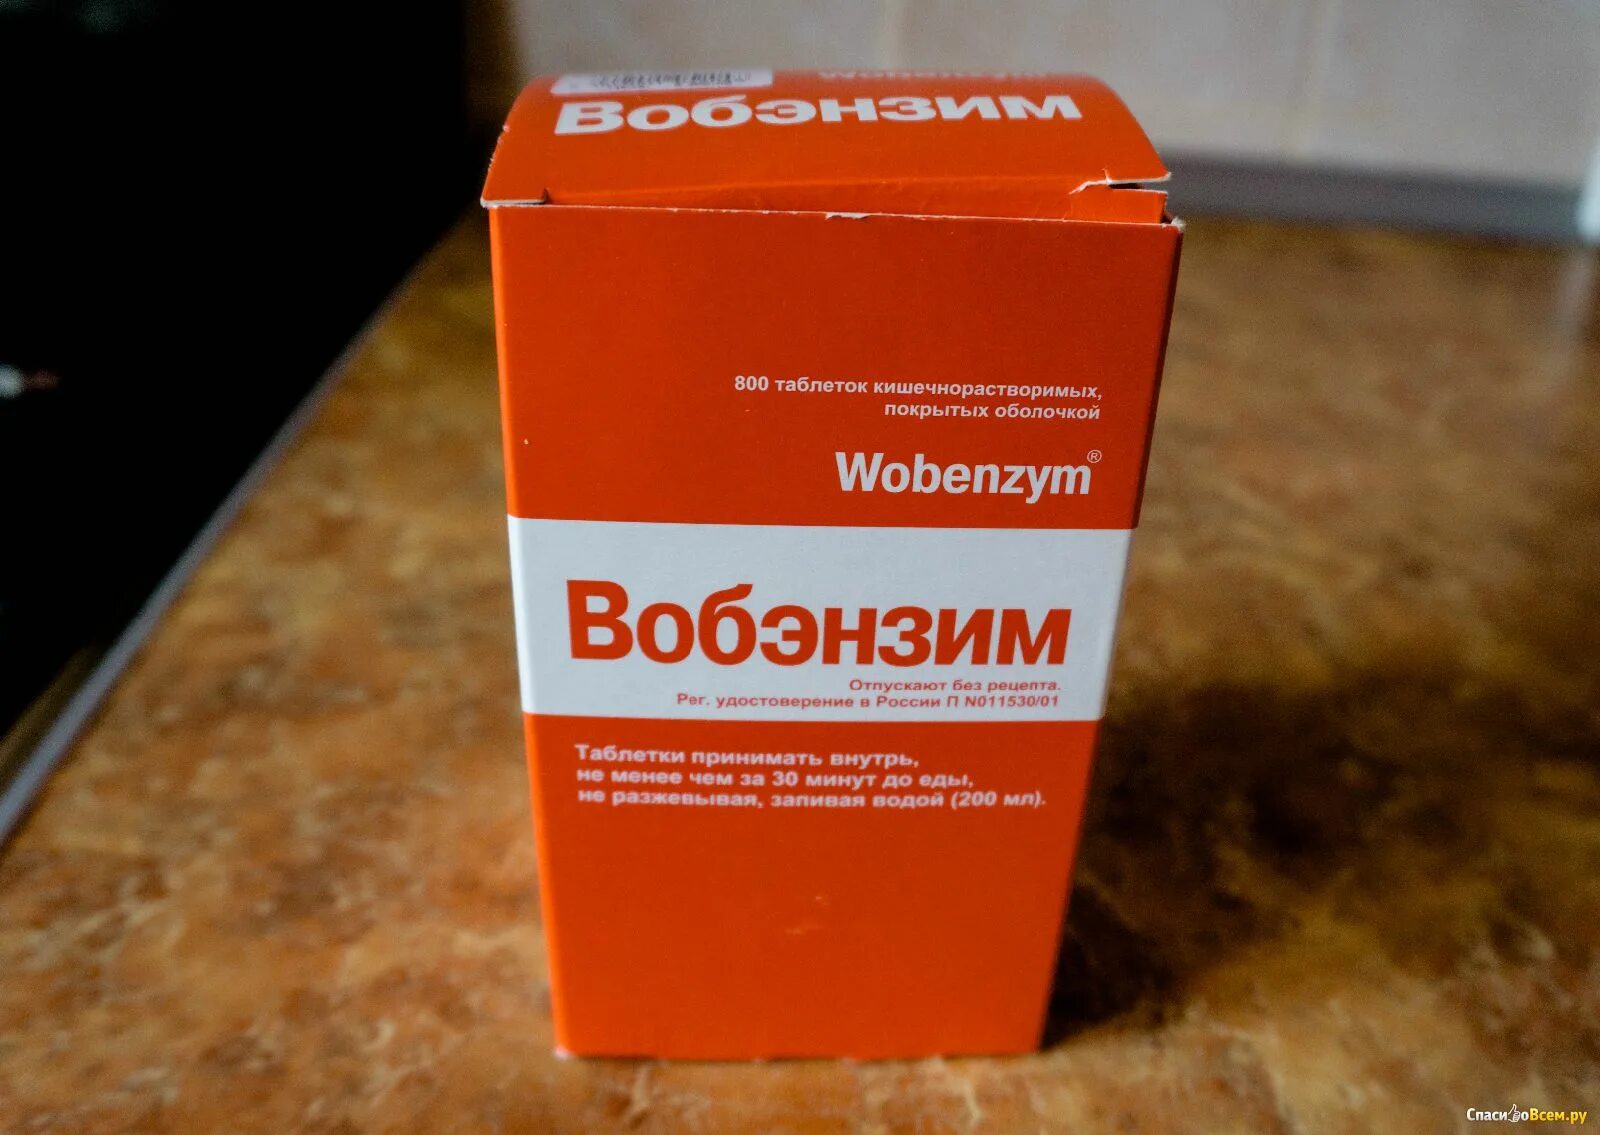 Вобэнзим
800 таблеток кишечнорастворимых,
покрытых оболочкой
Wobenzym®
Вобэнзим
Отпускают без рецепта.
Рег. удостоверение в России П N011530/01
Таблетки принимать внутрь,
не менее чем за 30 минут до еды,
не разжевывая, запивая водой (200 мл).
СпасибоВсем.ру